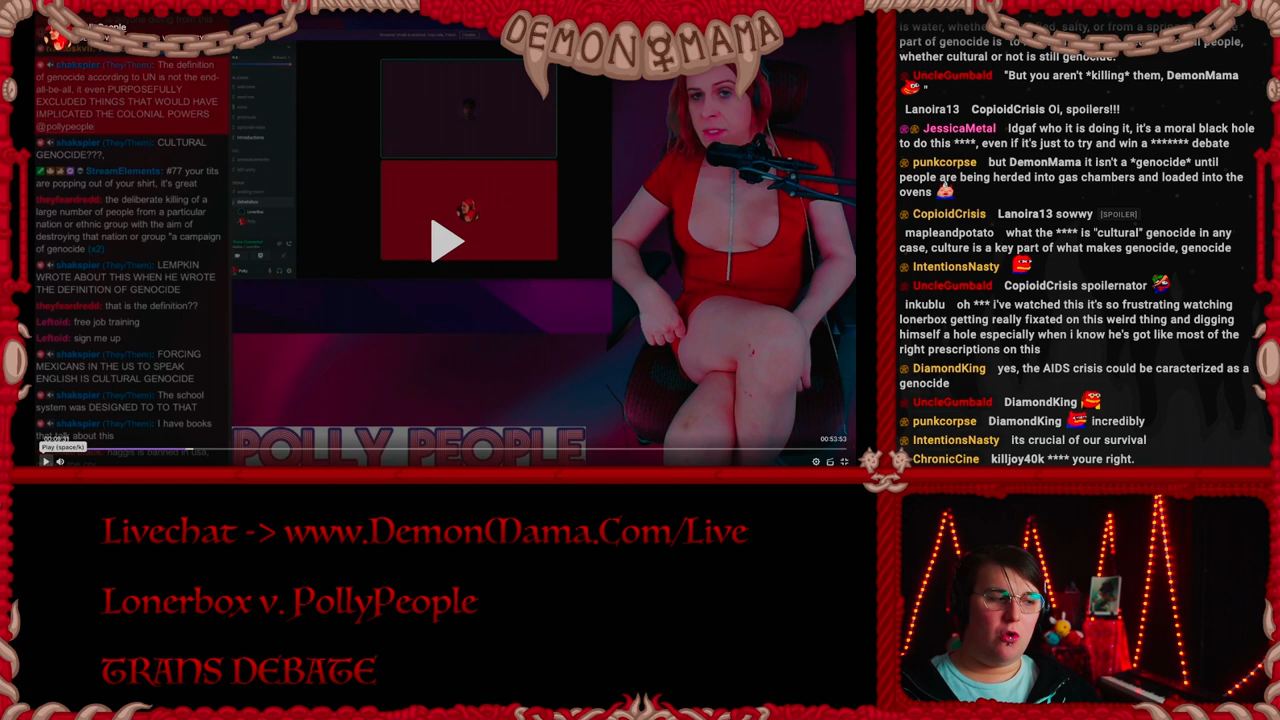 DEMON MAMA
PollyPeople
shakspier (They/Them): The definition
of genocide according to UN is not the end-
all-be-all, it even PURPOSEFULLY
EXCLUDED THINGS THAT WOULD HAVE
IMPLICATED THE COLONIAL POWERS
@pollypeople
shakspier (They/Them): CULTURAL
GENOCIDE???,
StreamElements: #77 your tits
are popping out of your shirt, it's great
theyfeardredd: the deliberate killing of a
large number of people from a particular
nation or ethnic group with the aim of
destroying that nation or group "a campaign
of genocide (x2)
shakspier (They/Them): LEMPKIN
WROTE ABOUT THIS WHEN HE WROTE
THE DEFINITION OF GENOCIDE
theyfeardredd: that is the definition??
Leftoid: free job training
Leftoid: sign me up
shakspier (They/Them): FORCING
MEXICANS IN THE US TO SPEAK
ENGLISH IS CULTURAL GENOCIDE
shakspier (They/Them): The school
system was DESIGNED TO TO THAT
shakspier (They/Them): I have books
that talk about this
Play (space/k)
haggis is banned in usa,
POLLY PEOPLE
00:53:53
part of genocide is
people,
whether cultural or not is still genocide.
UncleGumbald "But you aren't *killing* them, DemonMama
"
Lanoira13 CopioidCrisis Oi, spoilers!!!
JessicaMetal Idgaf who it is doing it, it's a moral black hole
to do this ****, even if it's just to try and win a ******* debate
punkcorpse but DemonMama it isn't a *genocide* until
people are being herded into gas chambers and loaded into the
ovens
CopioidCrisis Lanoira13 sowwy [SPOILER]
mapleandpotato what the **** is "cultural" genocide in any
case, culture is a key part of what makes genocide, genocide
IntentionsNasty
UncleGumbald CopioidCrisis spoilernator
inkublu oh *** i've watched this it's so frustrating watching
lonerbox getting really fixated on this weird thing and digging
himself a hole especially when i know he's got like most of the
right prescriptions on this
DiamondKing yes, the AIDS crisis could be caracterized as a
genocide
UncleGumbald DiamondKing
punkcorpse DiamondKing incredibly
IntentionsNasty its crucial of our survival
ChronicCine killjoy40k **** youre right.
Livechat -> www.DemonMama.Com/Live
Lonerbox v. PollyPeople
TRANS DEBATE